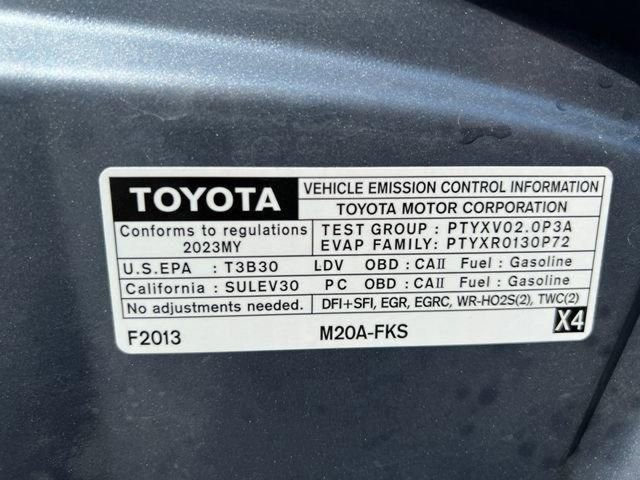 TOYOTA
VEHICLE EMISSION CONTROL INFORMATION
TOYOTA MOTOR CORPORATION
Conforms to regulations
2023MY
TEST GROUP : PTYXV02.0P3A
EVAP FAMILY: PTYXR0130P72
U.S.EPA : T3B30 LDV OBD : CAII Fuel : Gasoline
California : SULEV30 PC OBD : CAII Fuel : Gasoline
No adjustments needed. DFI+SFI, EGR, EGRC, WR-HO2S(2), TWC(2)
F2013 M20A-FKS X4